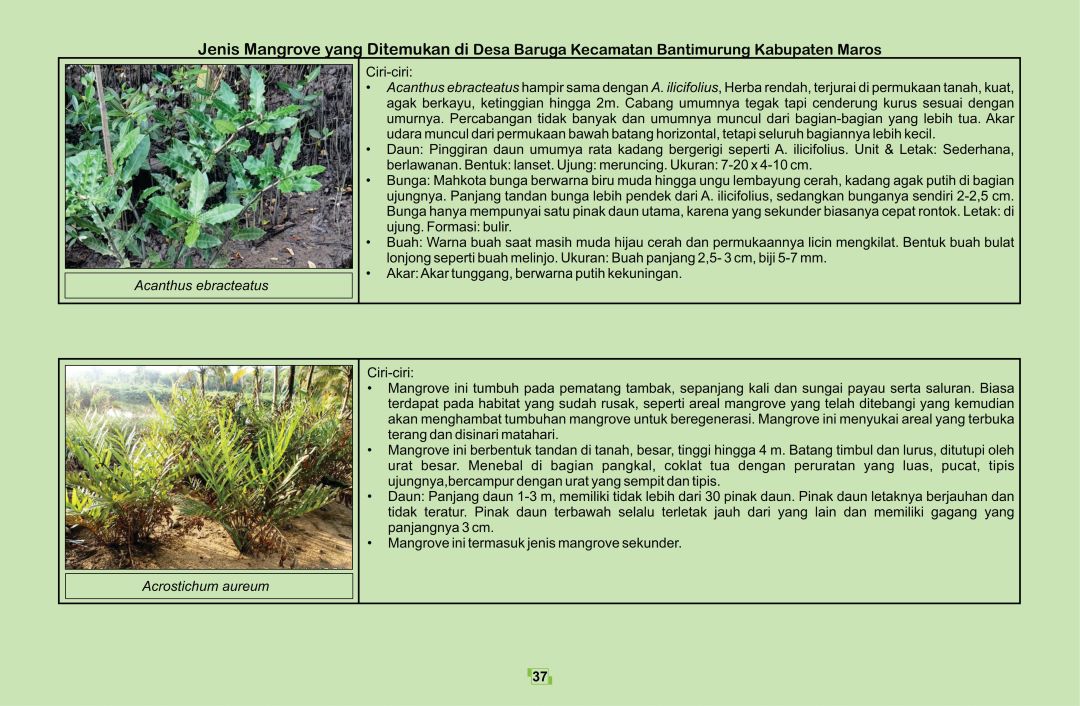 Jenis Mangrove yang Ditemukan di Desa Baruga Kecamatan Bantimurung Kabupaten Maros
Acanthus ebracteatus
Ciri-ciri:
• Acanthus ebracteatus hampir sama dengan A. ilicifolius, Herba rendah, terjurai di permukaan tanah, kuat,
agak berkayu, ketinggian hingga 2m. Cabang umumnya tegak tapi cenderung kurus sesuai dengan
umurnya. Percabangan tidak banyak dan umumnya muncul dari bagian-bagian yang lebih tua. Akar
udara muncul dari permukaan bawah batang horizontal, tetapi seluruh bagiannya lebih kecil.
• Daun: Pinggiran daun umumya rata kadang bergerigi seperti A. ilicifolius. Unit & Letak: Sederhana,
berlawanan. Bentuk: lanset. Ujung: meruncing. Ukuran: 7-20 x 4-10 cm.
• Bunga: Mahkota bunga berwarna biru muda hingga ungu lembayung cerah, kadang agak putih di bagian
ujungnya. Panjang tandan bunga lebih pendek dari A. ilicifolius, sedangkan bunganya sendiri 2-2,5 cm.
Bunga hanya mempunyai satu pinak daun utama, karena yang sekunder biasanya cepat rontok. Letak: di
ujung. Formasi: bulir.
• Buah: Warna buah saat masih muda hijau cerah dan permukaannya licin mengkilat. Bentuk buah bulat
lonjong seperti buah melinjo. Ukuran: Buah panjang 2,5- 3 cm, biji 5-7 mm.
• Akar: Akar tunggang, berwarna putih kekuningan.
Acrostichum aureum
Ciri-ciri:
• Mangrove ini tumbuh pada pematang tambak, sepanjang kali dan sungai payau serta saluran. Biasa
terdapat pada habitat yang sudah rusak, seperti areal mangrove yang telah ditebangi yang kemudian
akan menghambat tumbuhan mangrove untuk beregenerasi. Mangrove ini menyukai areal yang terbuka
terang dan disinari matahari.
• Mangrove ini berbentuk tandan di tanah, besar, tinggi hingga 4 m. Batang timbul dan lurus, ditutupi oleh
urat besar. Menebal di bagian pangkal, coklat tua dengan peruratan yang luas, pucat, tipis
ujungnya,bercampur dengan urat yang sempit dan tipis.
• Daun: Panjang daun 1-3 m, memiliki tidak lebih dari 30 pinak daun. Pinak daun letaknya berjauhan dan
tidak teratur. Pinak daun terbawah selalu terletak jauh dari yang lain dan memiliki gagang yang
panjangnya 3 cm.
• Mangrove ini termasuk jenis mangrove sekunder.
37